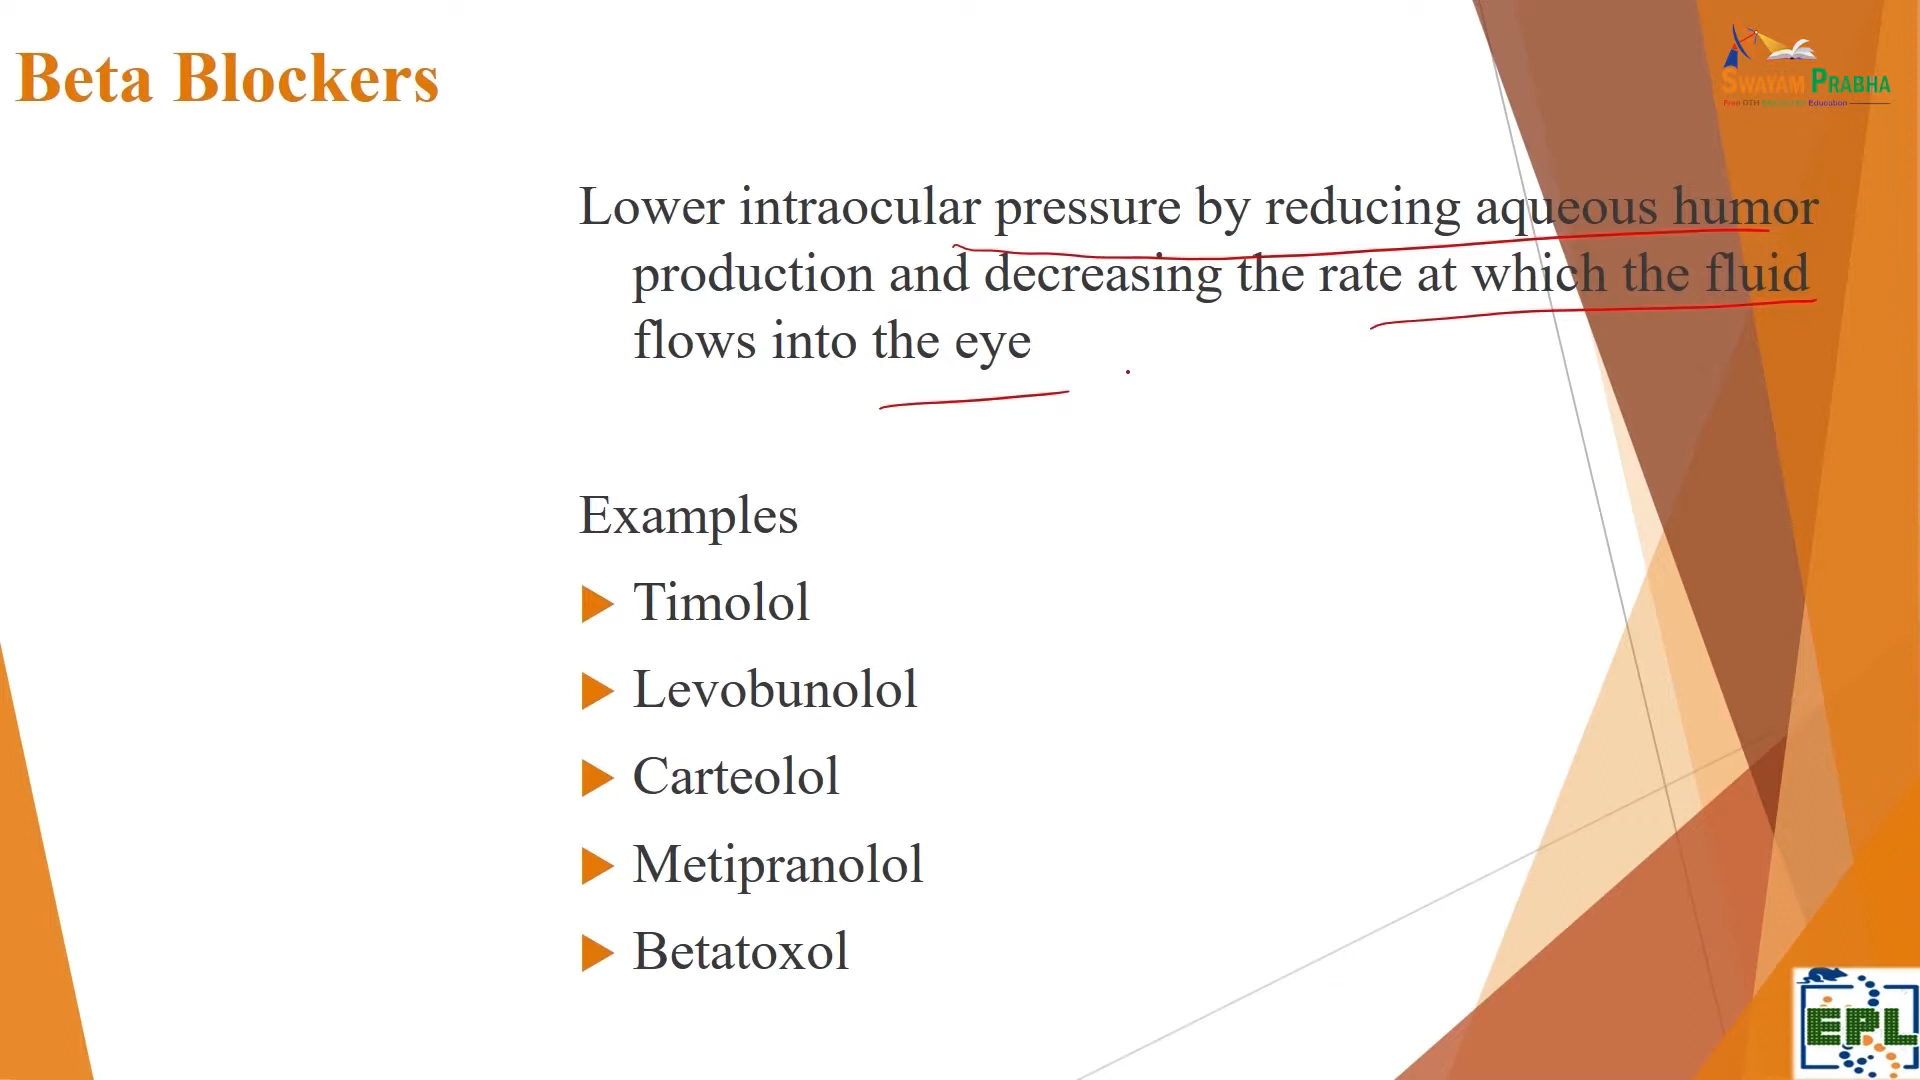 Beta Blockers
SWAYAM PRABHA
Lower intraocular pressure by reducing aqueous humor
production and decreasing the rate at which the fluid
flows into the eye
Examples
Timolol
Levobunolol
Carteolol
Metipranolol
Betatoxol
EPL